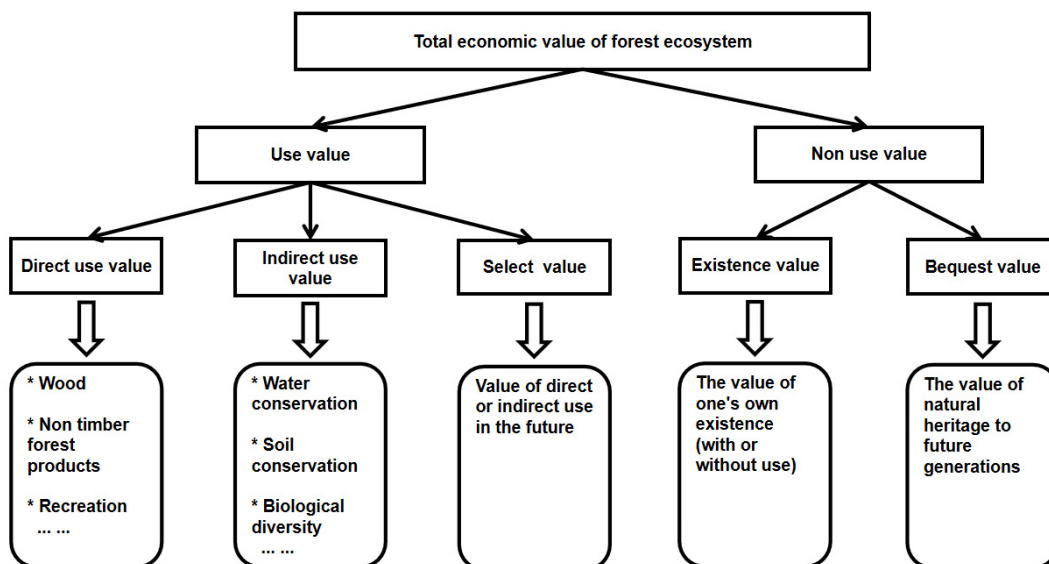 Total economic value of forest ecosystem
Use value
Non use value
Direct use value
Indirect use
value
Select value
Existence value
Bequest value
* Wood
* Non timber
forest
products
* Recreation
... ...
* Water
conservation
* Soil
conservation
* Biological
diversity
... ...
Value of direct
or indirect use
in the future
The value of
one's own
existence
(with or
without use)
The value of
natural
heritage to
future
generations